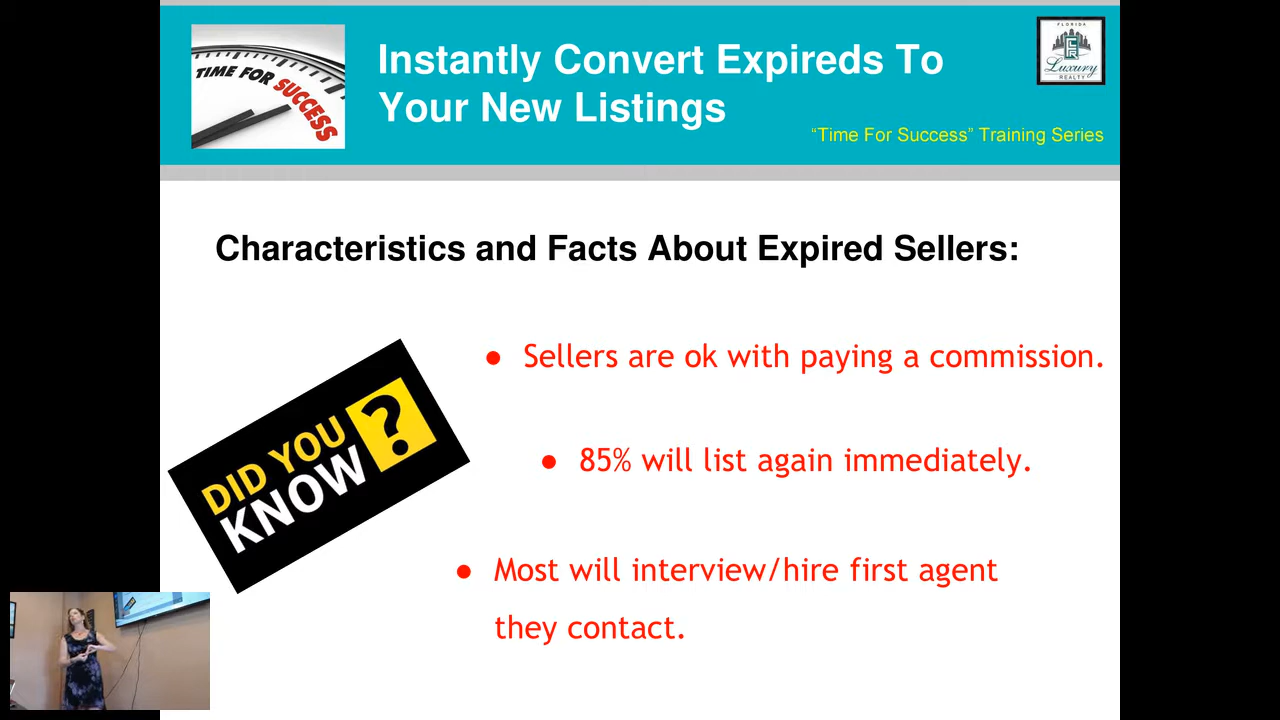 TIME FOR SUCCESS
Instantly Convert Expireds To
Your New Listings
FLORIDA
Luxury
REALTY
“Time For Success” Training Series
Characteristics and Facts About Expired Sellers:
● Sellers are ok with paying a commission.
DID YOU
KNOW?
● 85% will list again immediately.
● Most will interview/hire first agent
they contact.